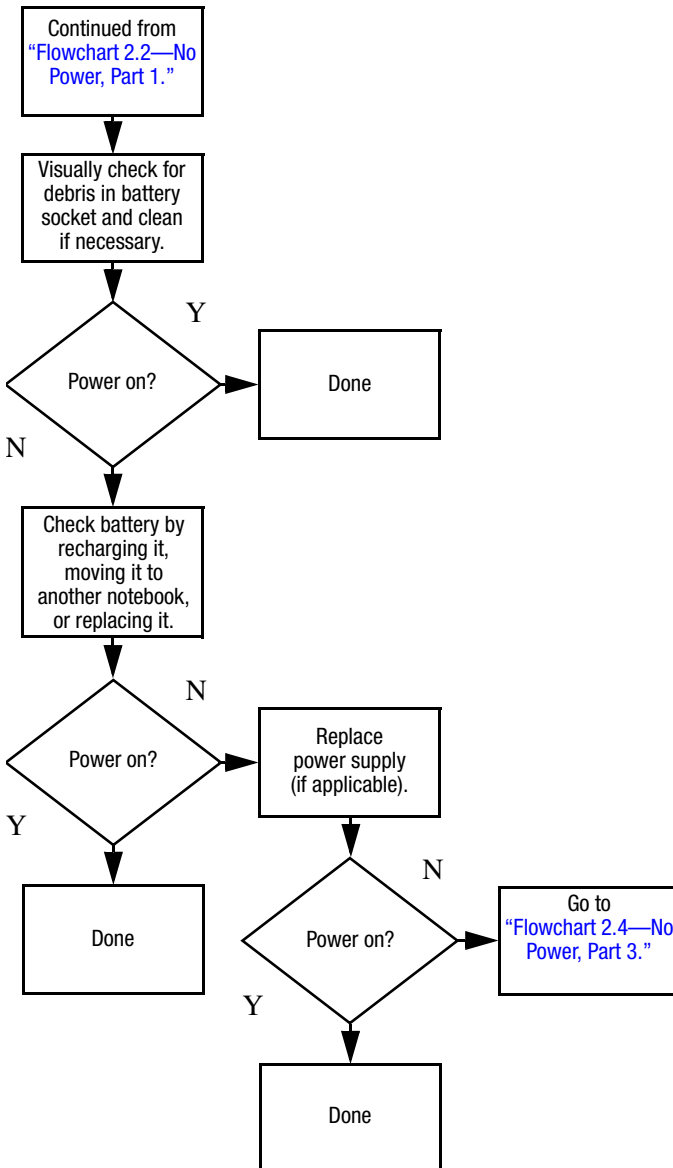 Continued from
“Flowchart 2.2—No
Power, Part 1.”
Visually check for
debris in battery
socket and clean
if necessary.
Y
Power on?
Done
N
Check battery by
recharging it,
moving it to
another notebook,
or replacing it.
N
Power on?
Replace
power supply
(if applicable).
Y
Done
N
Power on?
Go to
“Flowchart 2.4—No
Power, Part 3.”
Y
Done